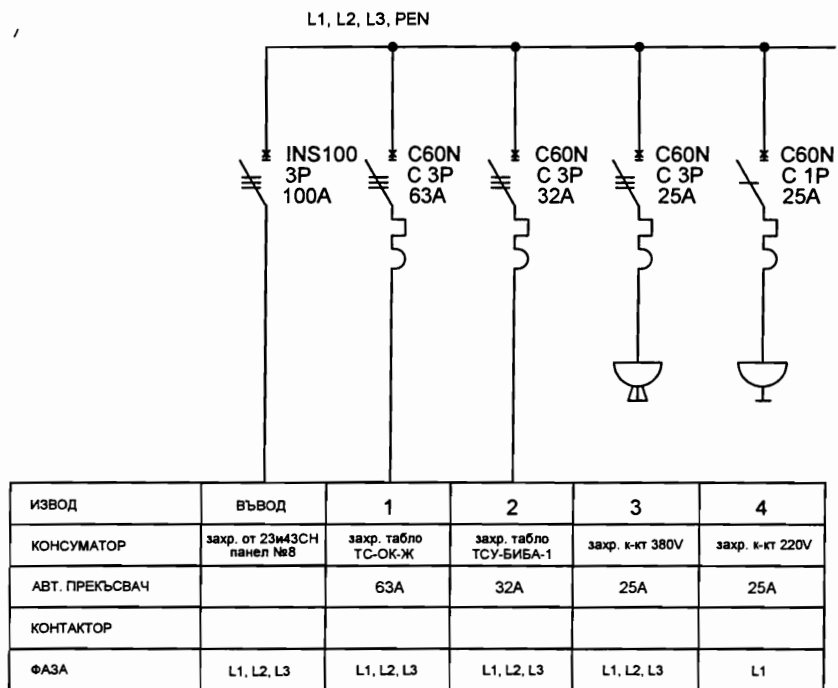 L1, L2, L3, PEN
INS100
3P
100A
C60N
C 3P
63A
C60N
C 3P
32A
C60N
C 3P
25A
C60N
C 1P
25A
ИЗВОД ВЪВОД 1 2 3 4
КОНСУМАТОР захр. от 23и43СН панел №8 захр. табло ТС-ОК-Ж захр. табло ТСУ-БИБА-1 захр. к-кт 380V захр. к-кт 220V
АВТ. ПРЕКЪСВАЧ 63A 32A 25A 25A
КОНТАКТОР
ФАЗА L1, L2, L3 L1, L2, L3 L1, L2, L3 L1, L2, L3 L1